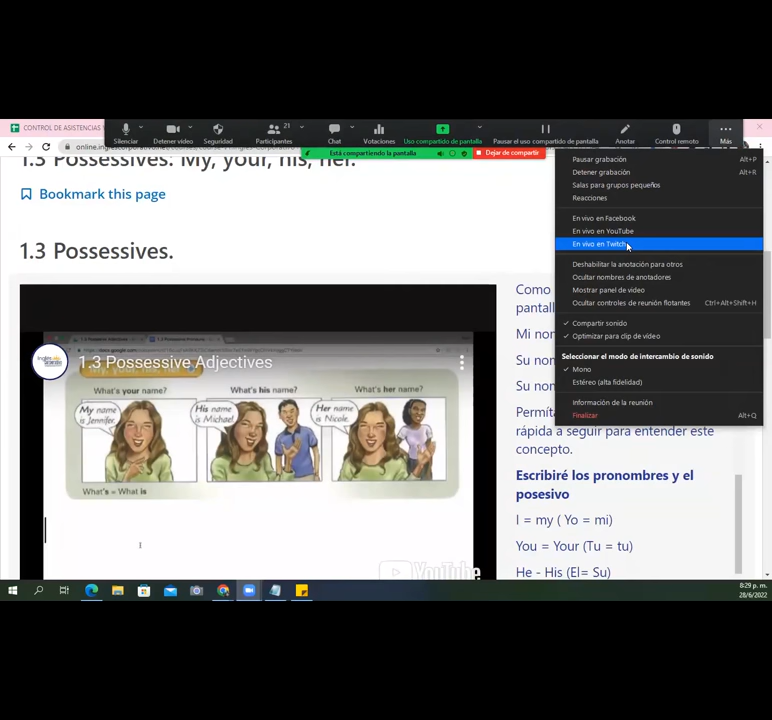 CONTROL DE ASISTENCIAS
21
Silenciar
Detener video
Seguridad
Participantes
Chat
Votaciones
Uso compartido de pantalla
Pausar el uso compartido de pantalla
Anotar
Control remoto
Más
Está compartiendo la pantalla
Dejar de compartir
1.3 Possessives: My, your, his, her.
Bookmark this page
1.3 Possessives.
Pausar grabación Alt+P
Detener grabación Alt+R
Salas para grupos pequeños
Reacciones
En vivo en Facebook
En vivo en YouTube
En vivo en Twitch
Deshabilitar la anotación para otros
Ocultar nombres de anotadores
Mostrar panel de video
Ocultar controles de reunión flotantes Ctrl+Alt+Shift+H
Compartir sonido
Optimizar para clip de video
Seleccionar el modo de intercambio de sonido
Mono
Estéreo (alta fidelidad)
Información de la reunión
Finalizar Alt+Q
1.3 Possessive Adjectives
What's your name?
What's his name?
What's her name?
My name
is Jennifer.
His name
is Michael.
Her name
is Nicole.
What's = What is
YouTube
Como
pantall
Mi nom
Su nom
Su nom
Permíta
rápida a seguir para entender este
concepto.
Escribiré los pronombres y el
posesivo
I = my ( Yo = mi)
You = Your (Tu = tu)
He - His (El= Su)
8:29 p. m.
28/6/2022